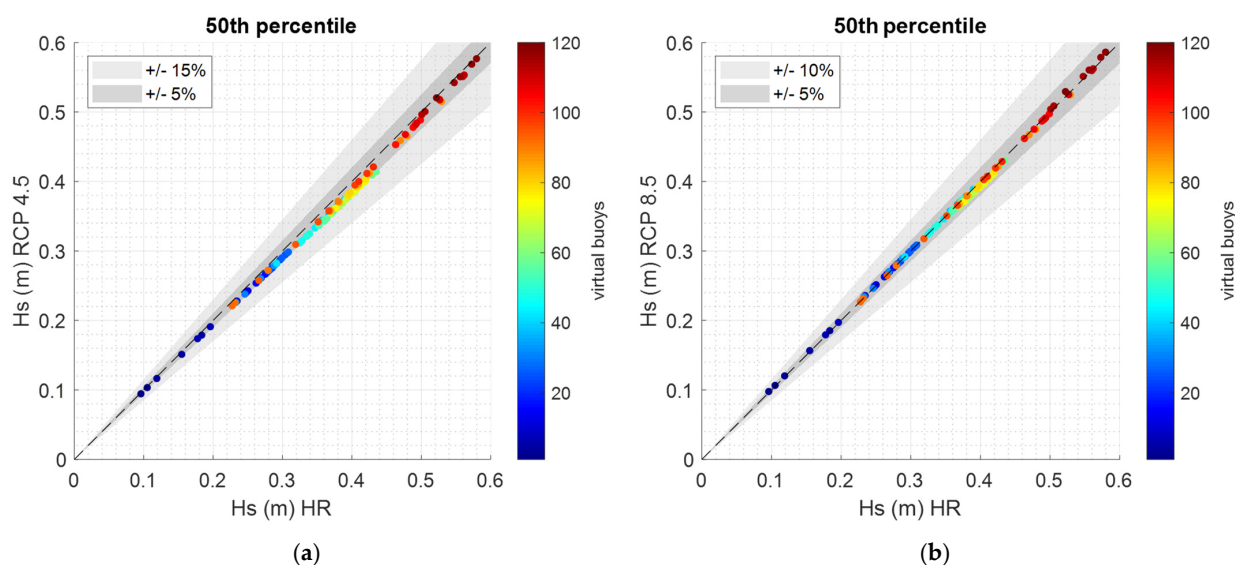 50th percentile
+/- 15%
+/- 5%
Hs (m) RCP 4.5
0.6
0.5
0.4
0.3
0.2
0.1
0
0 0.1 0.2 0.3 0.4 0.5 0.6
Hs (m) HR
120
100
80
60
40
20
virtual buoys
(a)
50th percentile
+/- 10%
+/- 5%
Hs (m) RCP 8.5
0.6
0.5
0.4
0.3
0.2
0.1
0
0 0.1 0.2 0.3 0.4 0.5 0.6
Hs (m) HR
120
100
80
60
40
20
virtual buoys
(b)